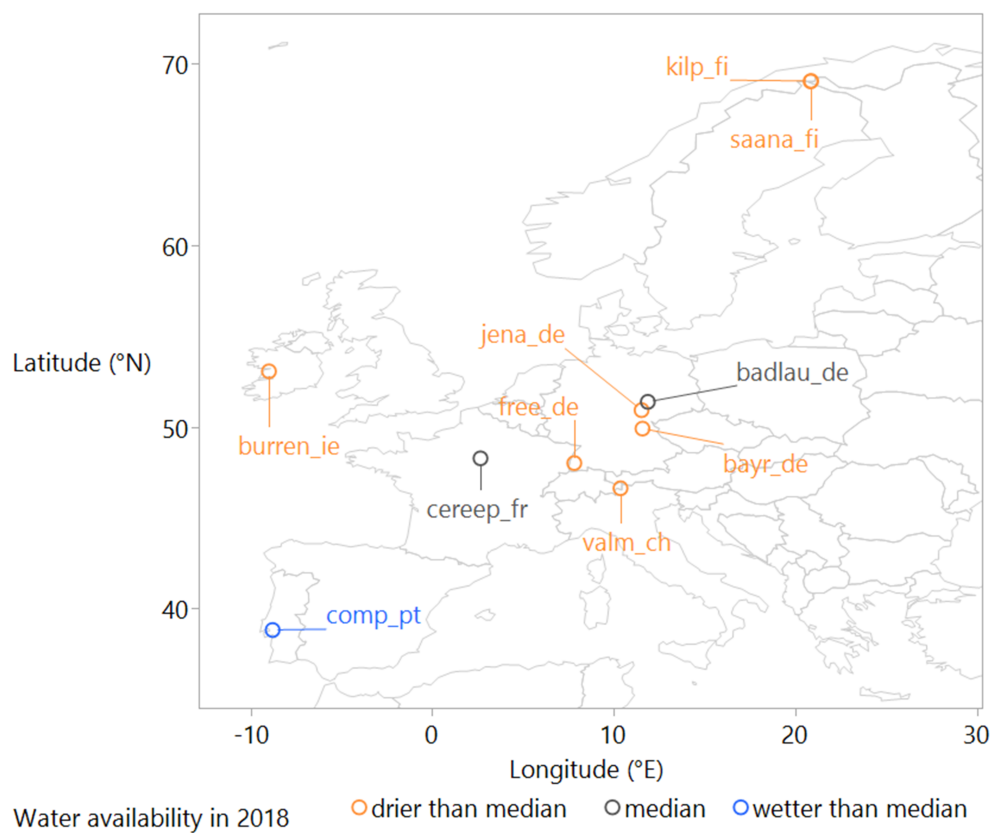 70
kilp_fi
saana_fi
60
jena_de
Latitude (°N)
badlau_de
free_de
50
burren_ie
bayr_de
cereep_fr
valm_ch
40
comp_pt
-10 0 10 20 30
Longitude (°E)
Water availability in 2018 drier than median median wetter than median